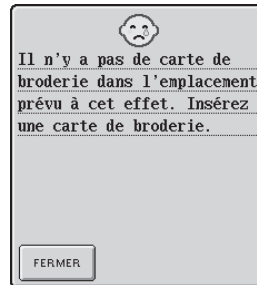 Il n'y a pas de carte de
broderie dans l'emplacement
prévu à cet effet. Insérez
une carte de broderie.
FERMER